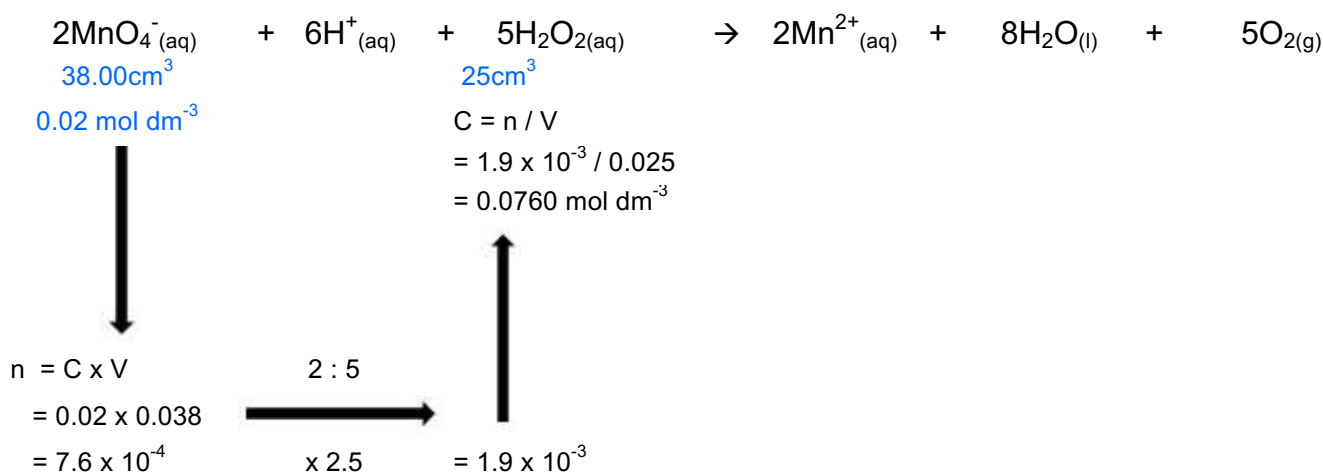 2MnO₄⁻(aq) + 6H⁺(aq) + 5H₂O₂(aq) → 2Mn²⁺(aq) + 8H₂O(l) + 5O₂(g)
38.00cm³ 25cm³
0.02 mol dm⁻³ C = n / V
= 1.9 x 10⁻³ / 0.025
= 0.0760 mol dm⁻³
n = C x V 2 : 5
= 0.02 x 0.038
= 7.6 x 10⁻⁴ x 2.5 = 1.9 x 10⁻³